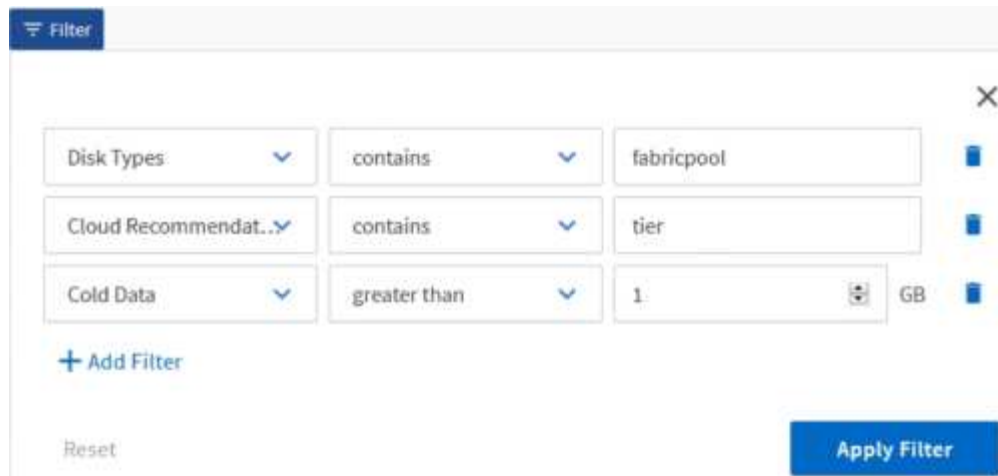 Filter
Disk Types contains fabricpool
Cloud Recommendat... contains tier
Cold Data greater than 1 GB
+ Add Filter
Reset Apply Filter